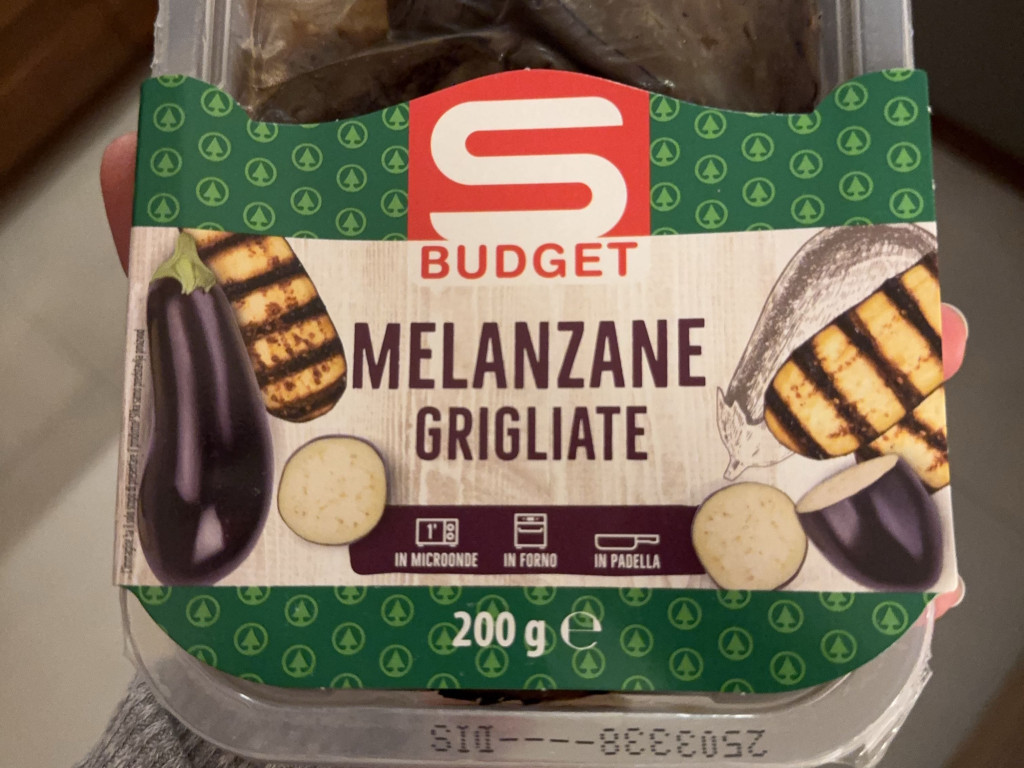 S
BUDGET
MELANZANE
GRIGLIATE
1'
IN MICROONDE IN FORNO IN PADELLA
200 g ℮
2503338-----DIS